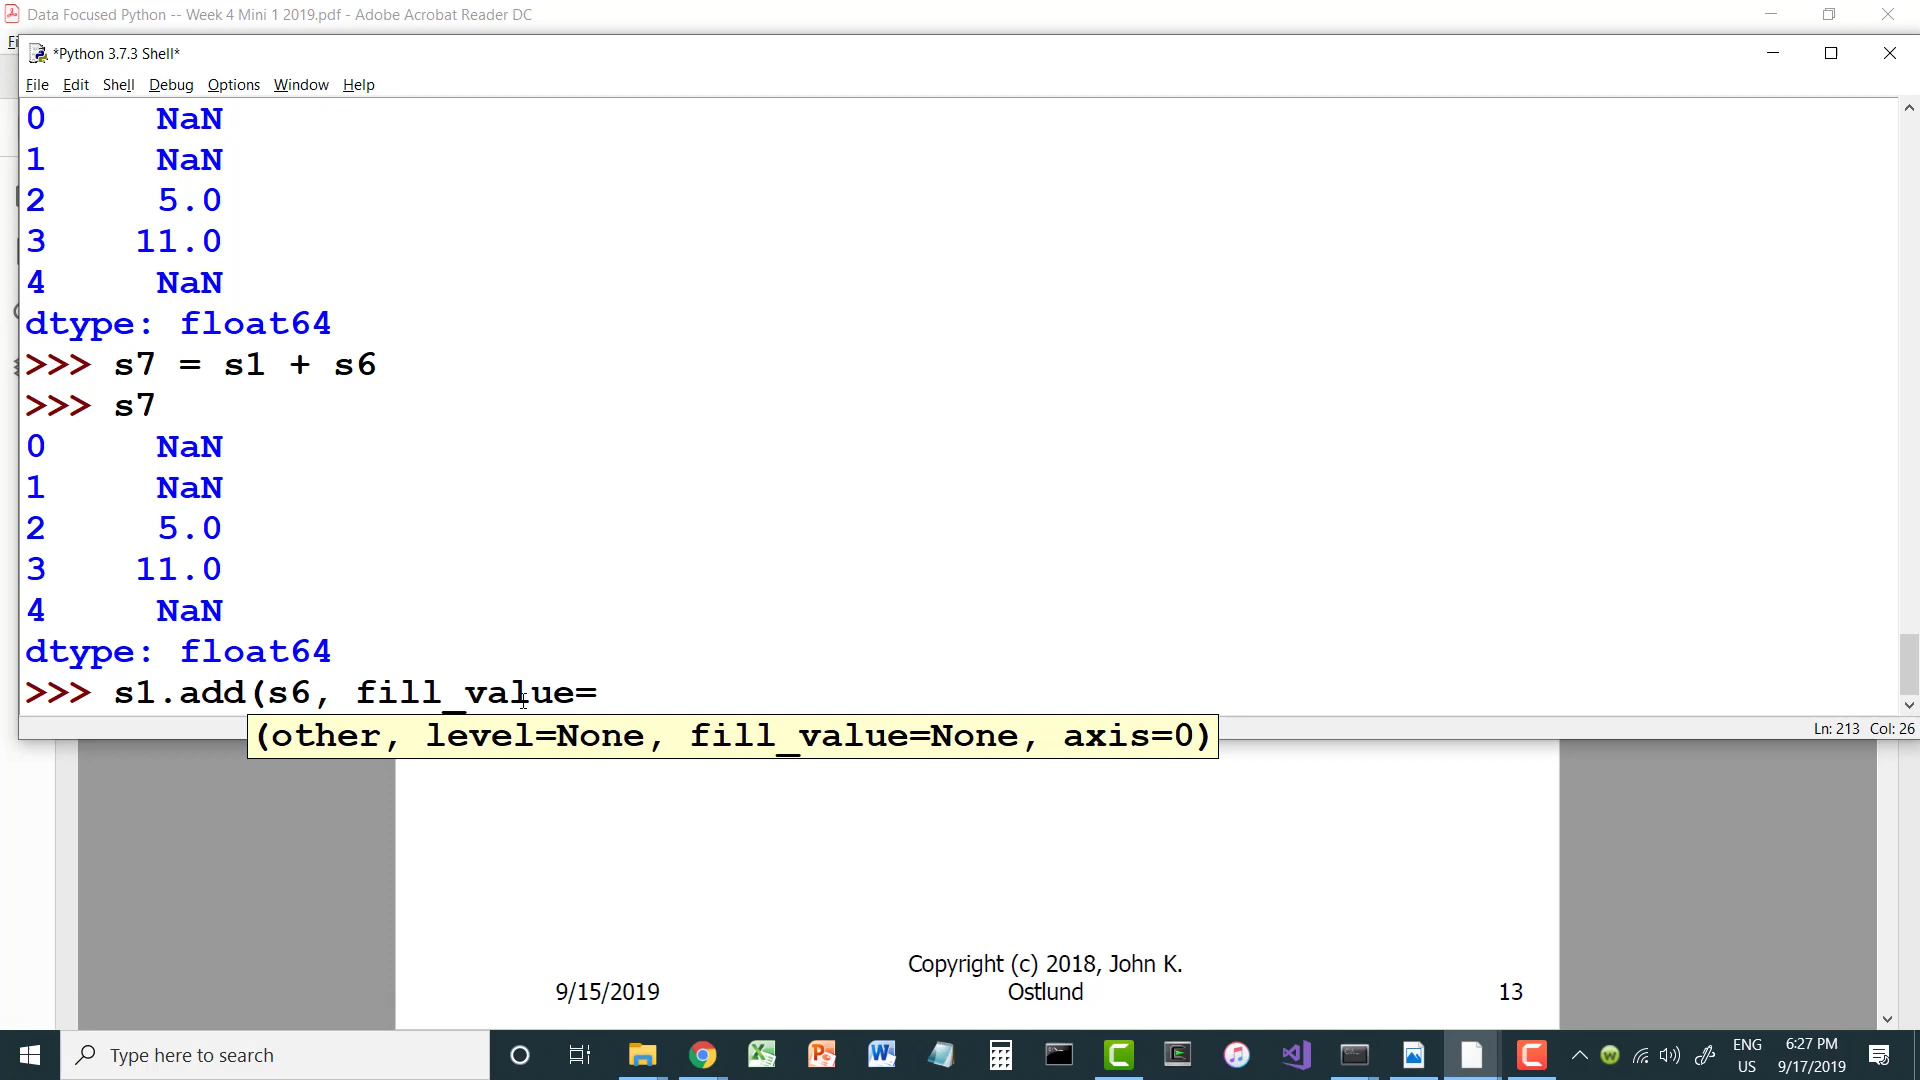 Data Focused Python -- Week 4 Mini 1 2019.pdf - Adobe Acrobat Reader DC
Fi
*Python 3.7.3 Shell*
File Edit Shell Debug Options Window Help
0 NaN
1 NaN
2 5.0
3 11.0
4 NaN
dtype: float64
>>> s7 = s1 + s6
>>> s7
0 NaN
1 NaN
2 5.0
3 11.0
4 NaN
dtype: float64
>>> s1.add(s6, fill_value=
(other, level=None, fill_value=None, axis=0)
Ln: 213 Col: 26
Copyright (c) 2018, John K.
9/15/2019 Ostlund 13
Type here to search
ENG
US
6:27 PM
9/17/2019